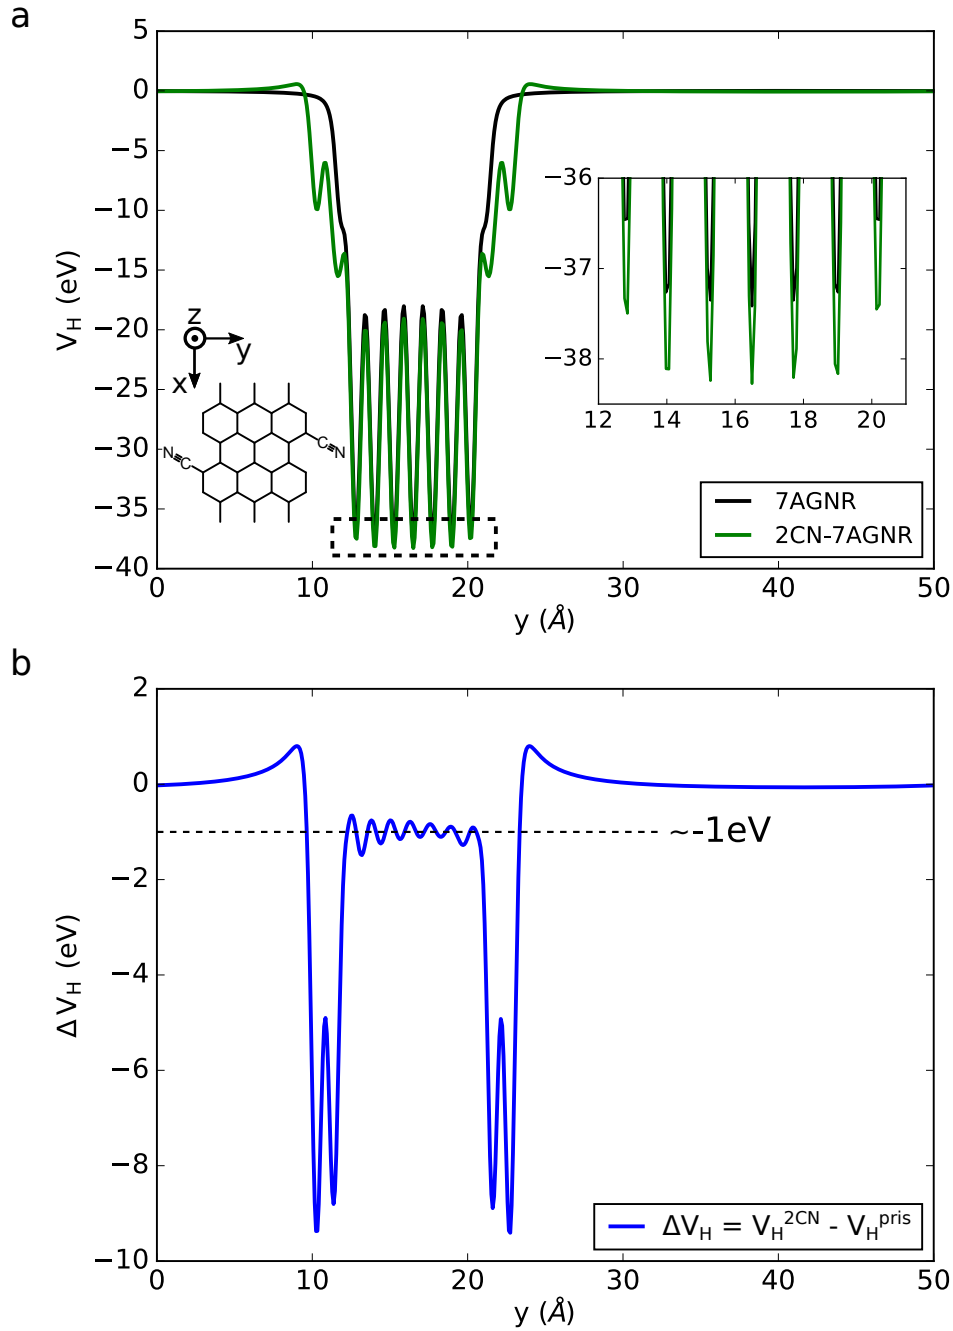 a
5
0
−5
−10
−15
−20
−25
−30
−35
−40
V_H (eV)
0 10 20 30 40 50
y (Å)
z
y
x
N
C
C
N
−36
−37
−38
12 14 16 18 20
7AGNR
2CN-7AGNR
b
2
0
−2
−4
−6
−8
−10
Δ V_H (eV)
~-1eV
ΔV_H = V_H^2CN - V_H^pris
0 10 20 30 40 50
y (Å)